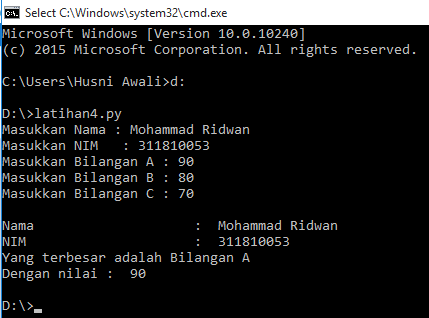 Select C:\Windows\system32\cmd.exe
Microsoft Windows [Version 10.0.10240]
(c) 2015 Microsoft Corporation. All rights reserved.
C:\Users\Husni Awali>d:
D:\>latihan4.py
Masukkan Nama : Mohammad Ridwan
Masukkan NIM   : 311810053
Masukkan Bilangan A : 90
Masukkan Bilangan B : 80
Masukkan Bilangan C : 70
Nama                    :  Mohammad Ridwan
NIM                     :  311810053
Yang terbesar adalah Bilangan A
Dengan nilai :  90
D:\>